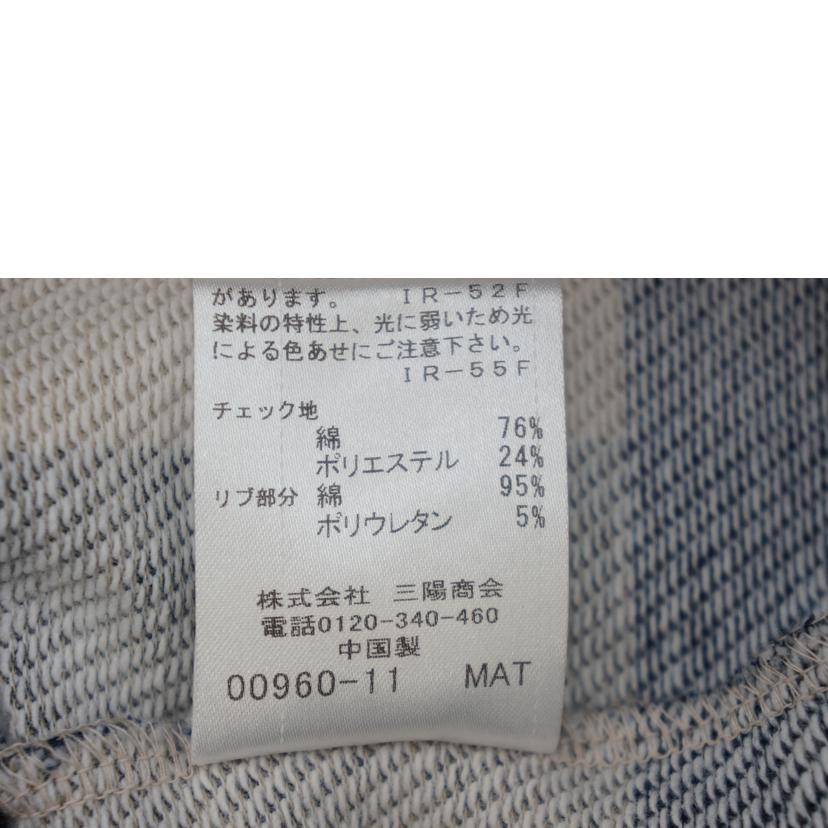 があります。 IR-52F
染料の特性上、光に弱いため光
による色あせにご注意下さい。
IR-55F
チェック地
綿 76%
ポリエステル 24%
リブ部分 綿 95%
ポリウレタン 5%
株式会社 三陽商会
電話0120-340-460
中国製
00960-11 MAT